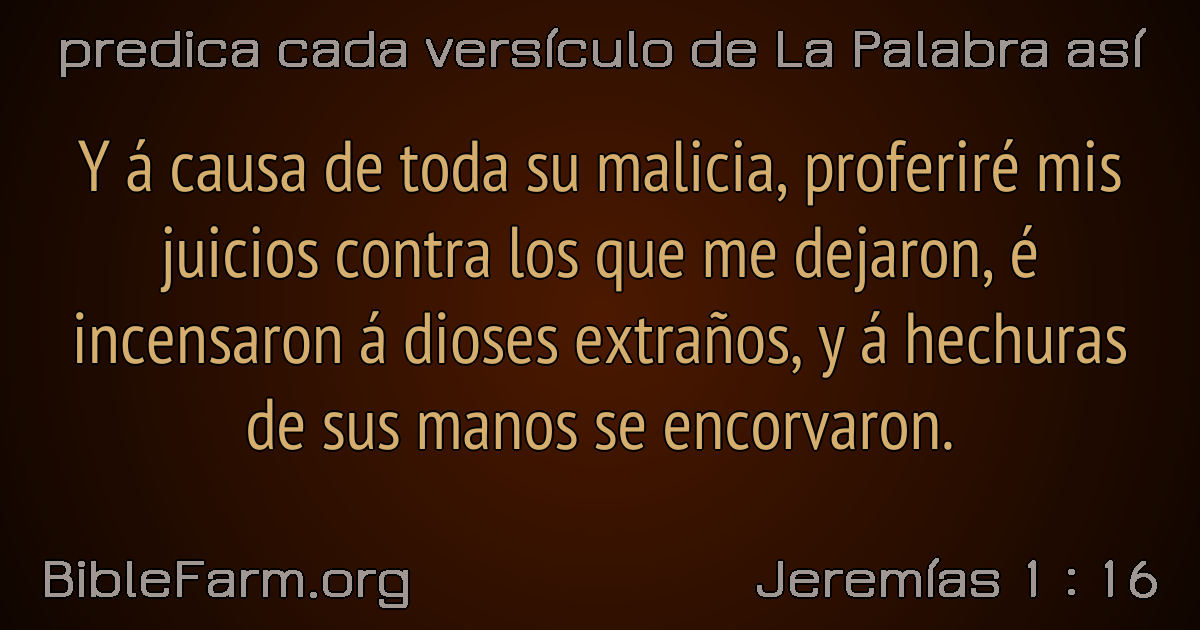 predica cada versículo de La Palabra así
Y á causa de toda su malicia, proferiré mis
juicios contra los que me dejaron, é
incensaron á dioses extraños, y á hechuras
de sus manos se encorvaron.
BibleFarm.org
Jeremías 1 : 16